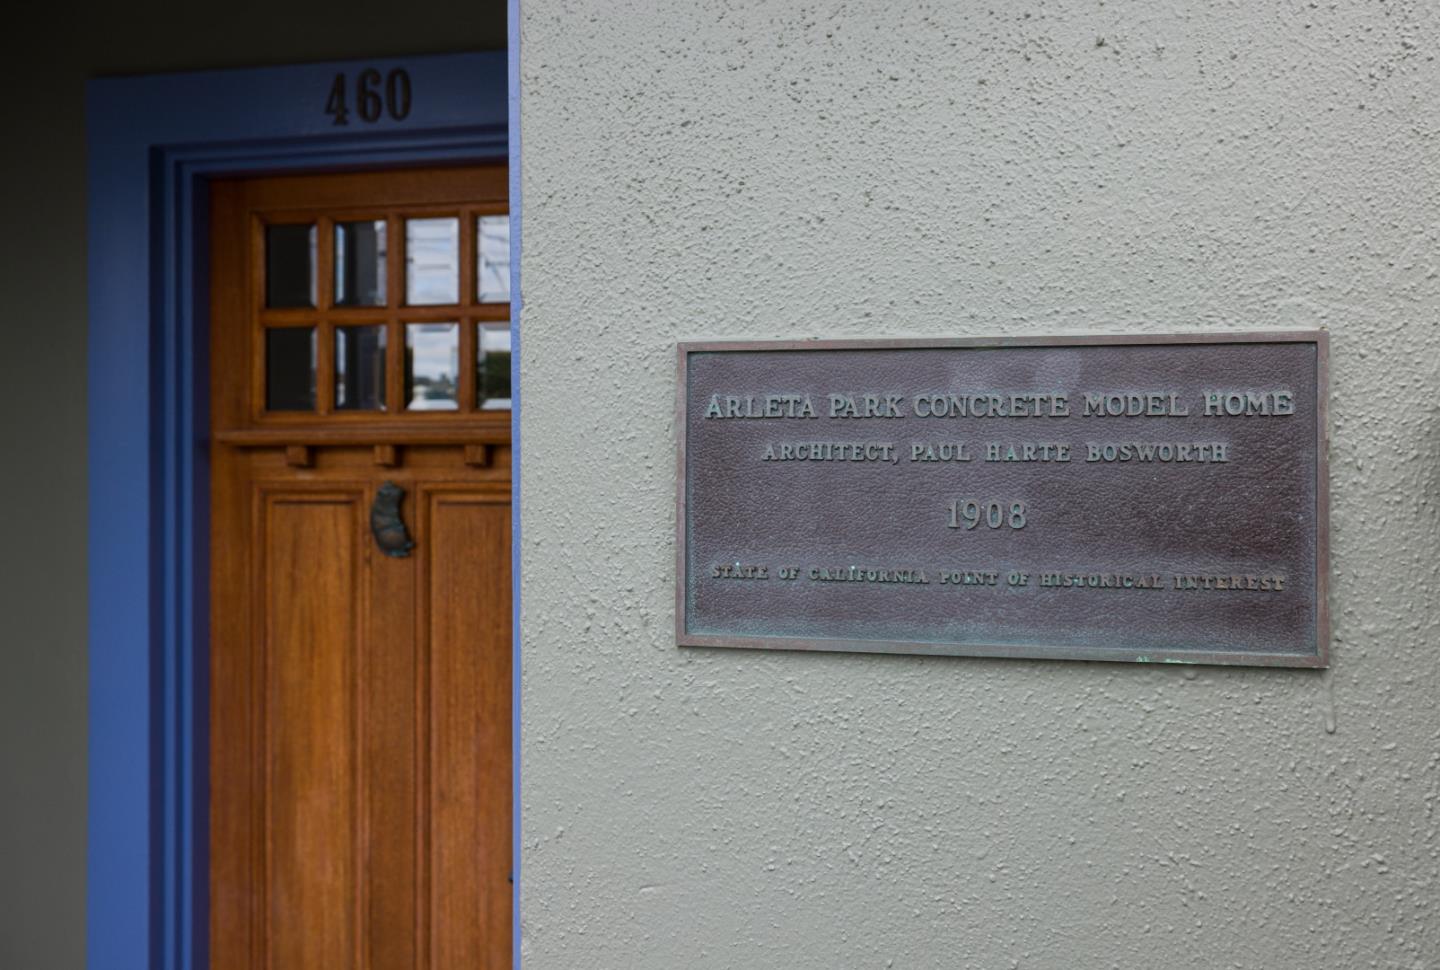 460
ARLETA PARK CONCRETE MODEL HOME
ARCHITECT, PAUL HARTE BOSWORTH
1908
STATE OF CALIFORNIA POINT OF HISTORICAL INTEREST